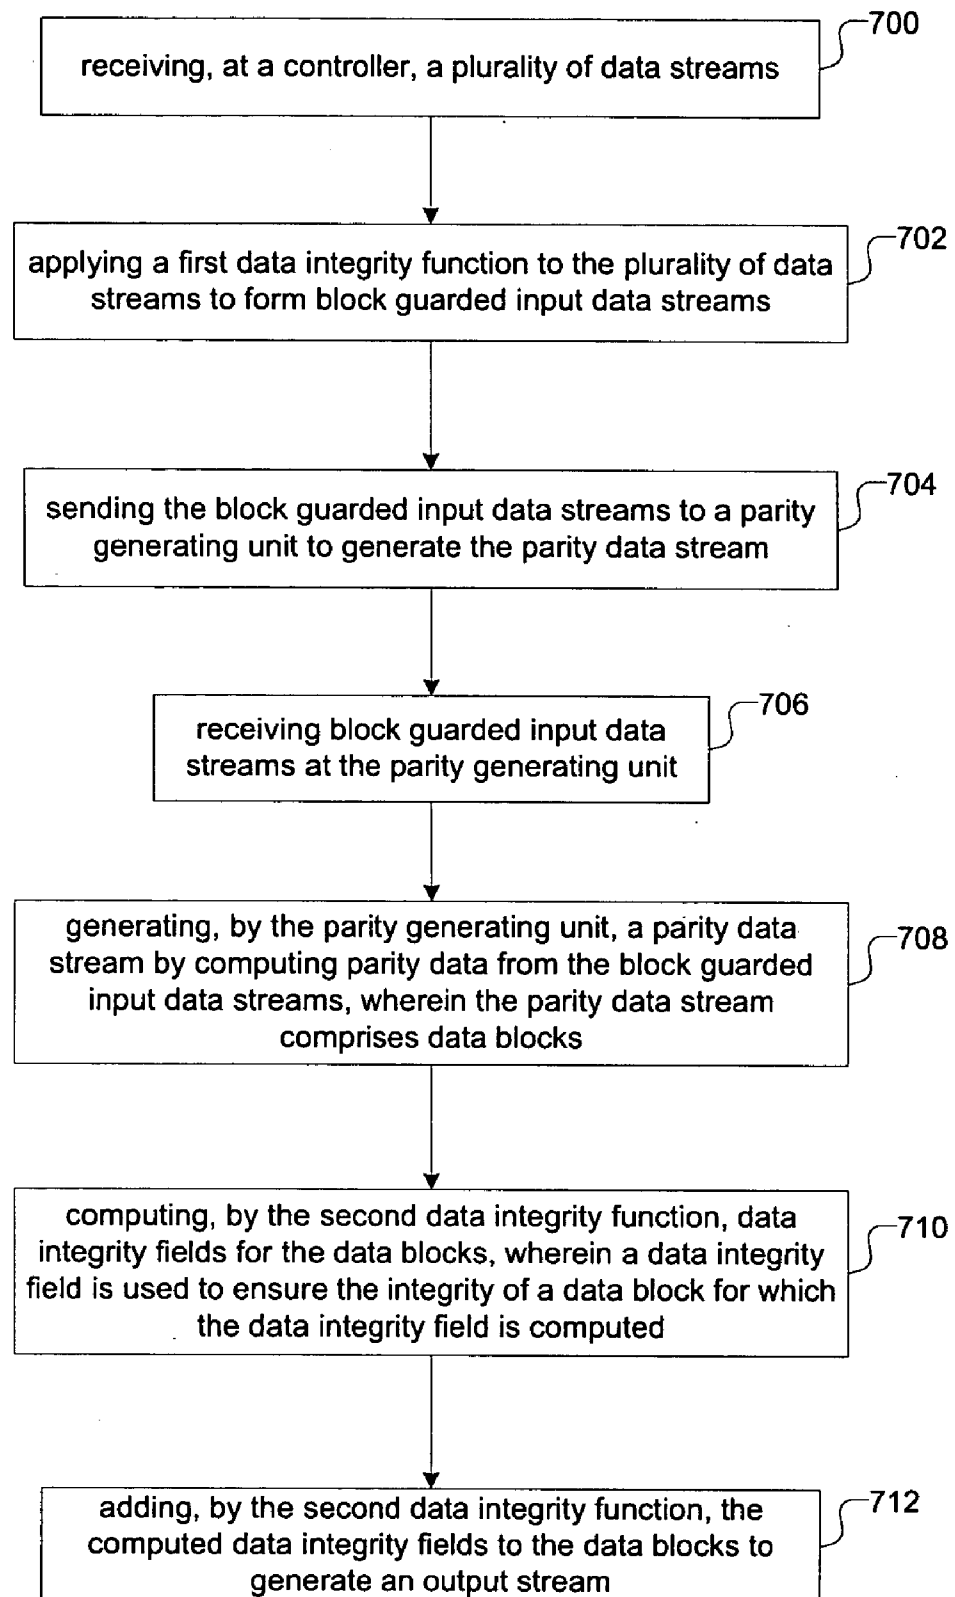 700
receiving, at a controller, a plurality of data streams
702
applying a first data integrity function to the plurality of data
streams to form block guarded input data streams
704
sending the block guarded input data streams to a parity
generating unit to generate the parity data stream
706
receiving block guarded input data
streams at the parity generating unit
708
generating, by the parity generating unit, a parity data
stream by computing parity data from the block guarded
input data streams, wherein the parity data stream
comprises data blocks
710
computing, by the second data integrity function, data
integrity fields for the data blocks, wherein a data integrity
field is used to ensure the integrity of a data block for which
the data integrity field is computed
712
adding, by the second data integrity function, the
computed data integrity fields to the data blocks to
generate an output stream